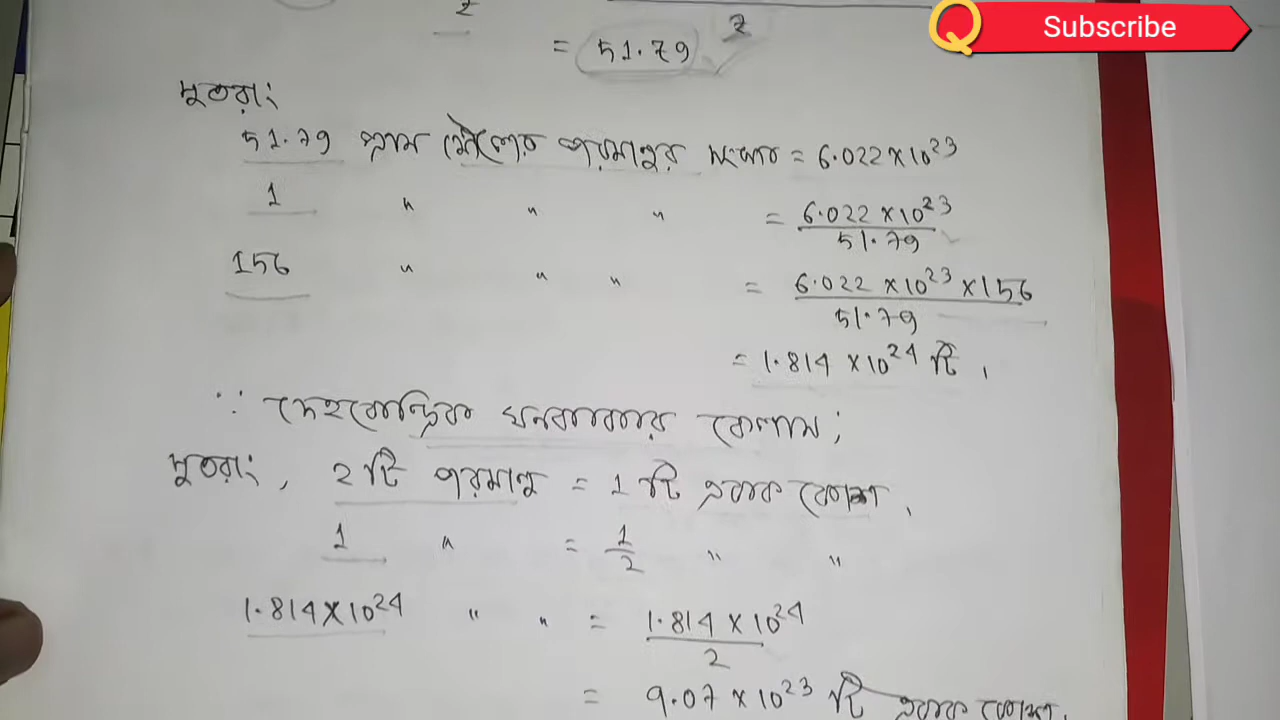 Subscribe
2
= 51.79
সুতরাং
51.79 গ্রাম মৌলের পরমানুর সংখ্যা = 6.022×10²³
1 " " " = 6.022×10²³/51.79
156 " " " = 6.022×10²³×156/51.79
= 1.814×10²⁴ টি।
∵ দেহকেন্দ্রিক ঘনকাকার কেলাস;
সুতরাং, 2 টি পরমানু = 1 টি একক কোষ.
1 " = 1/2 " "
1.814×10²⁴ " " = 1.814×10²⁴/2
= 9.07×10²³ টি একক কোষ.